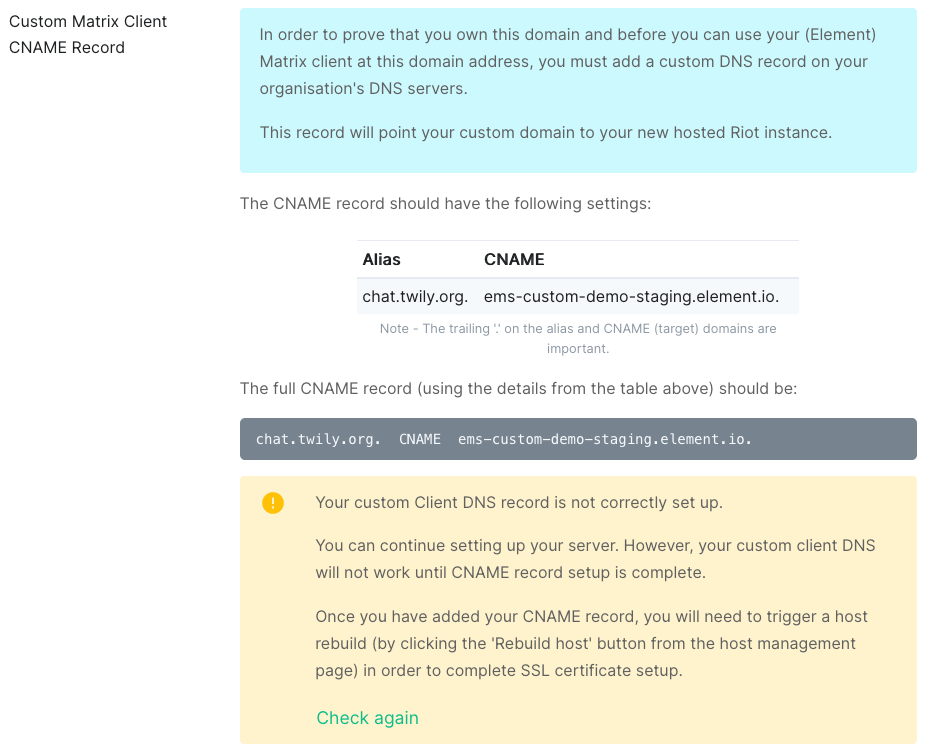 Custom Matrix Client
CNAME Record
In order to prove that you own this domain and before you can use your (Element)
Matrix client at this domain address, you must add a custom DNS record on your
organisation's DNS servers.
This record will point your custom domain to your new hosted Riot instance.
The CNAME record should have the following settings:
Alias CNAME
chat.twily.org. ems-custom-demo-staging.element.io.
Note - The trailing '.' on the alias and CNAME (target) domains are
important.
The full CNAME record (using the details from the table above) should be:
chat.twily.org.  CNAME  ems-custom-demo-staging.element.io.
Your custom Client DNS record is not correctly set up.
You can continue setting up your server. However, your custom client DNS
will not work until CNAME record setup is complete.
Once you have added your CNAME record, you will need to trigger a host
rebuild (by clicking the 'Rebuild host' button from the host management
page) in order to complete SSL certificate setup.
Check again